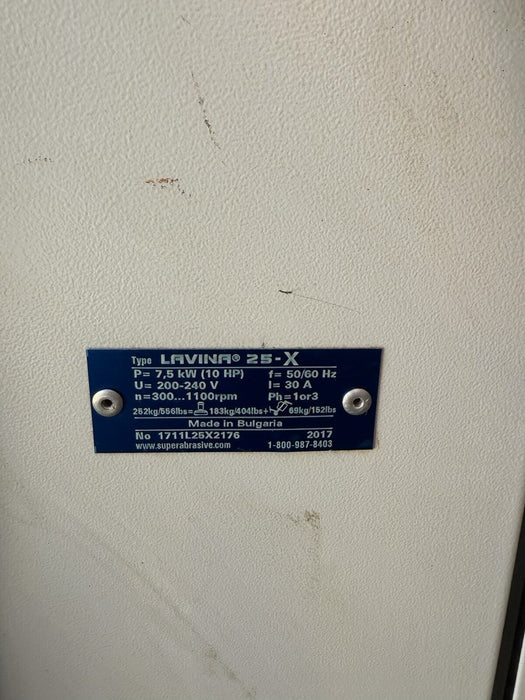 Type LAVINA® 25-X
P= 7,5 kW (10 HP) f= 50/60 Hz
U= 200-240 V I= 30 A
n=300...1100rpm Ph=1or3
252kg/556lbs= 183kg/404lbs+ 69kg/152lbs
Made in Bulgaria
No 1711L25X2176 2017
www.superabrasive.com 1-800-987-8403